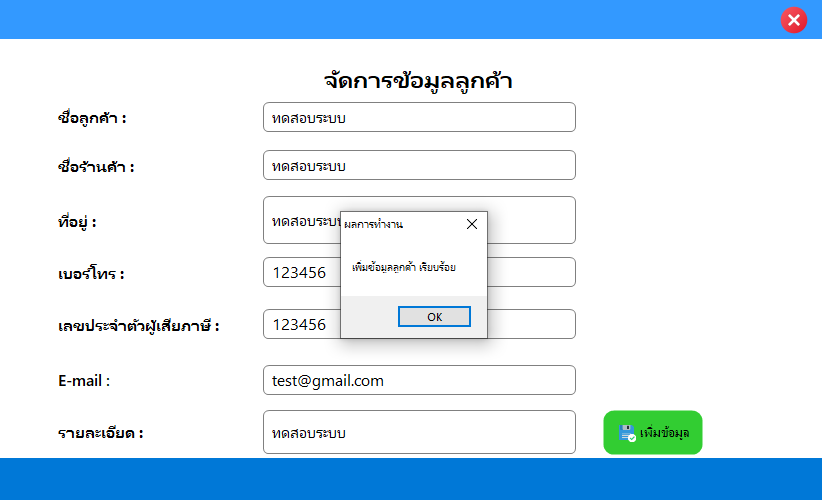 จัดการข้อมูลลูกค้า
ชื่อลูกค้า :
ทดสอบระบบ
ชื่อร้านค้า :
ทดสอบระบบ
ที่อยู่ :
ทดสอบระบบ
ผลการทำงาน
เพิ่มข้อมูลลูกค้า เรียบร้อย
OK
เบอร์โทร :
123456
เลขประจำตัวผู้เสียภาษี :
123456
E-mail :
test@gmail.com
รายละเอียด :
ทดสอบระบบ
เพิ่มข้อมูล